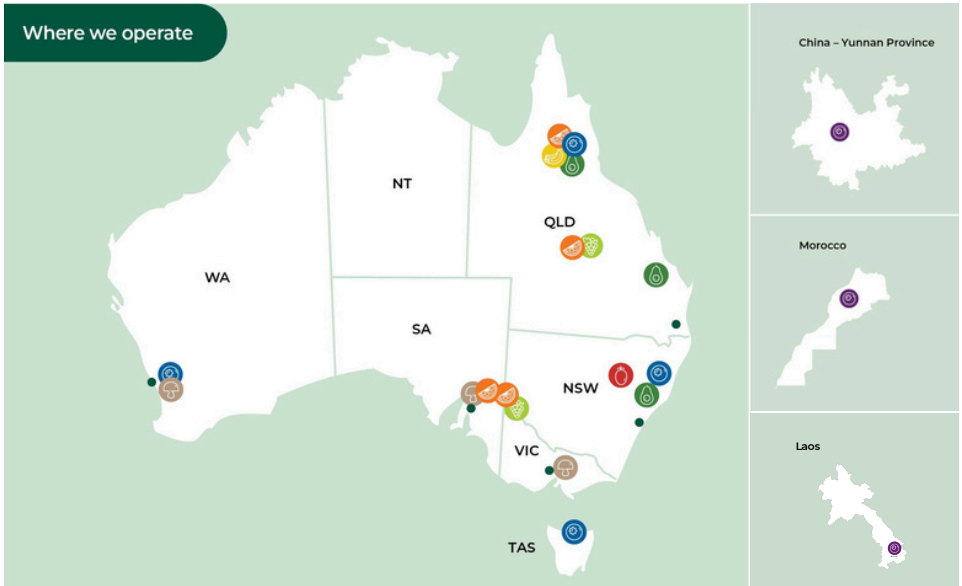 Where we operate
NT
QLD
WA
SA
NSW
VIC
TAS
China – Yunnan Province
Morocco
Laos